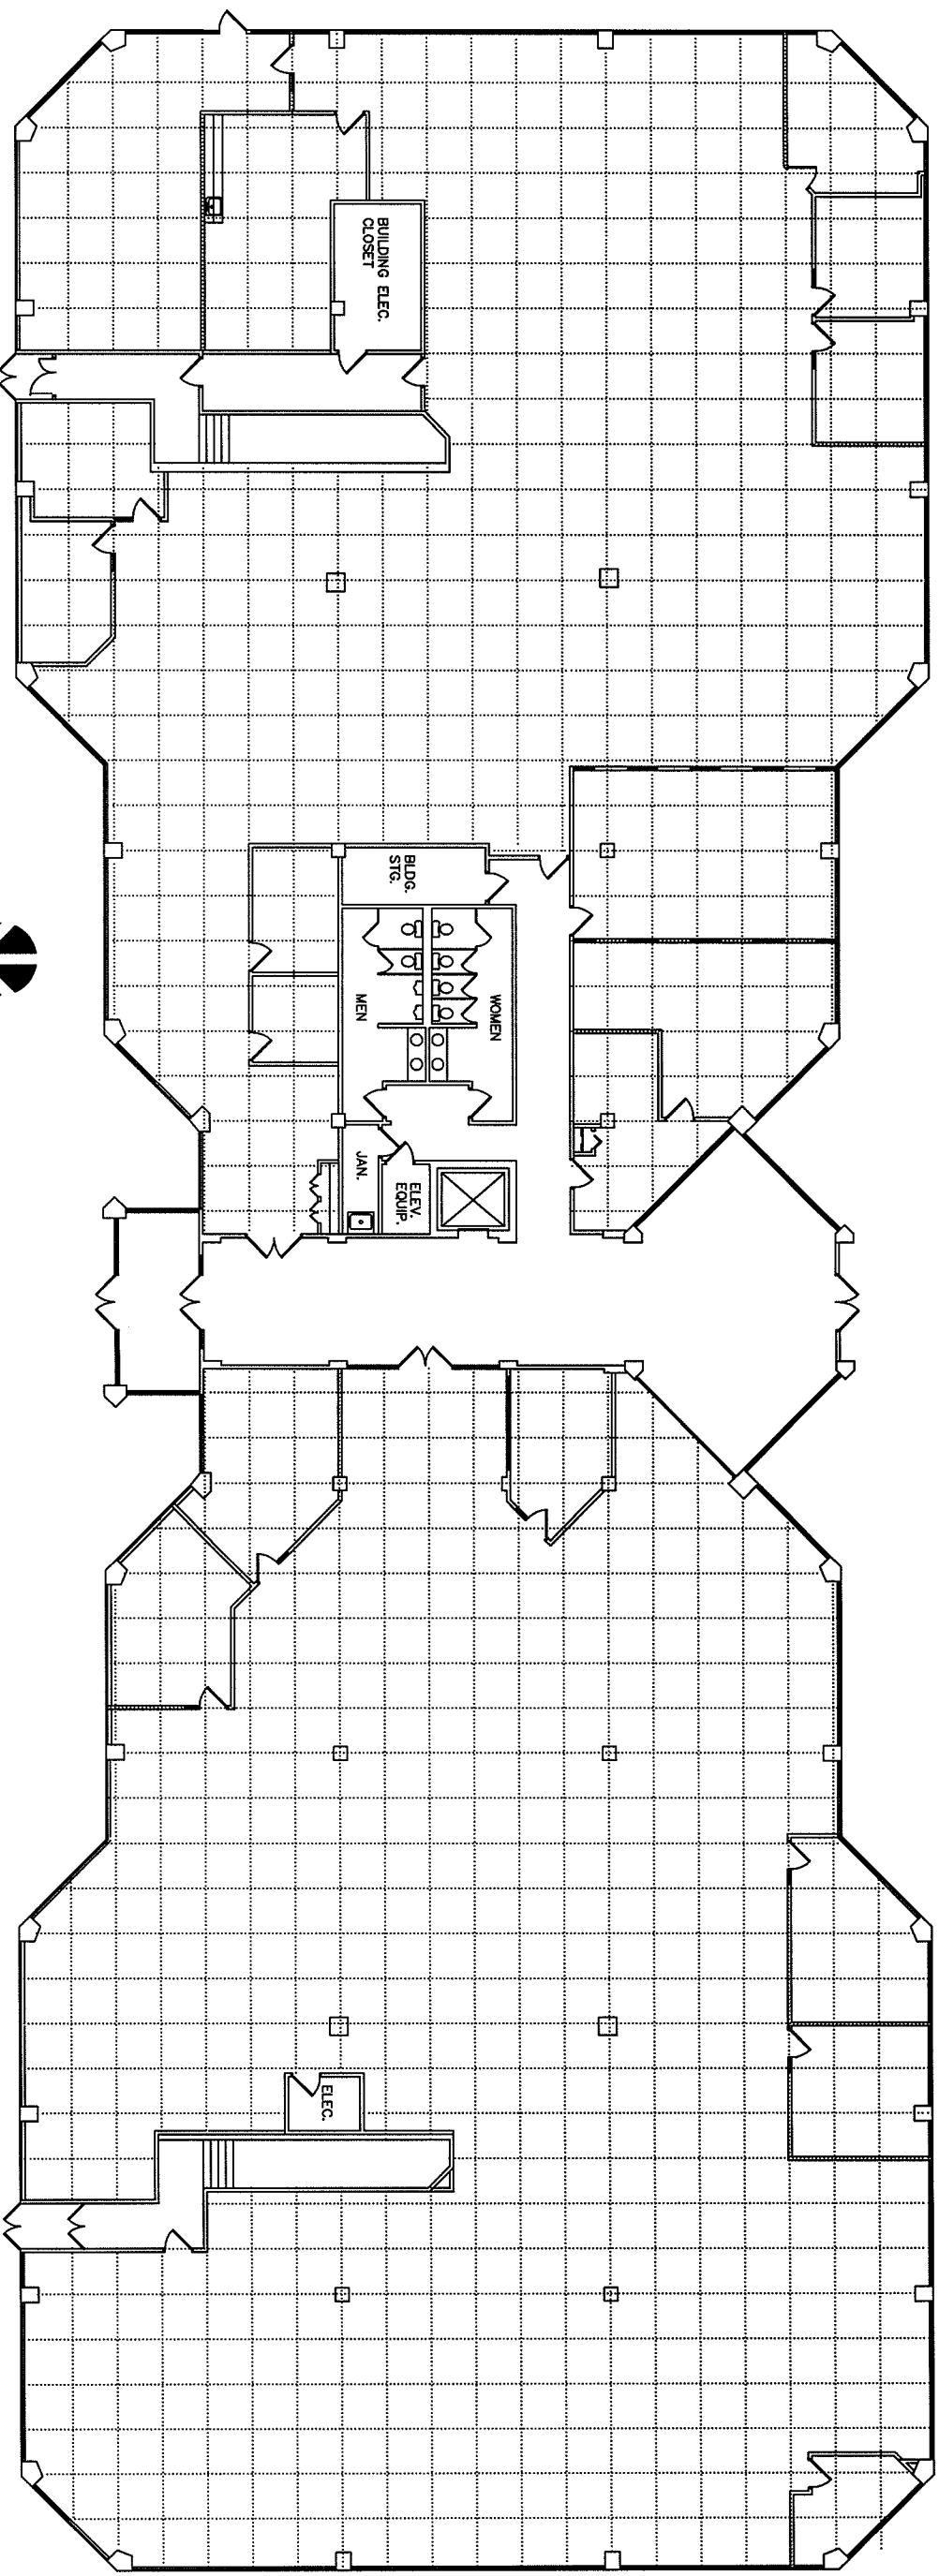 BUILDING ELEC.
CLOSET
BLDG.
STG.
MEN
WOMEN
JAN.
ELEV.
EQUIP.
ELEC.